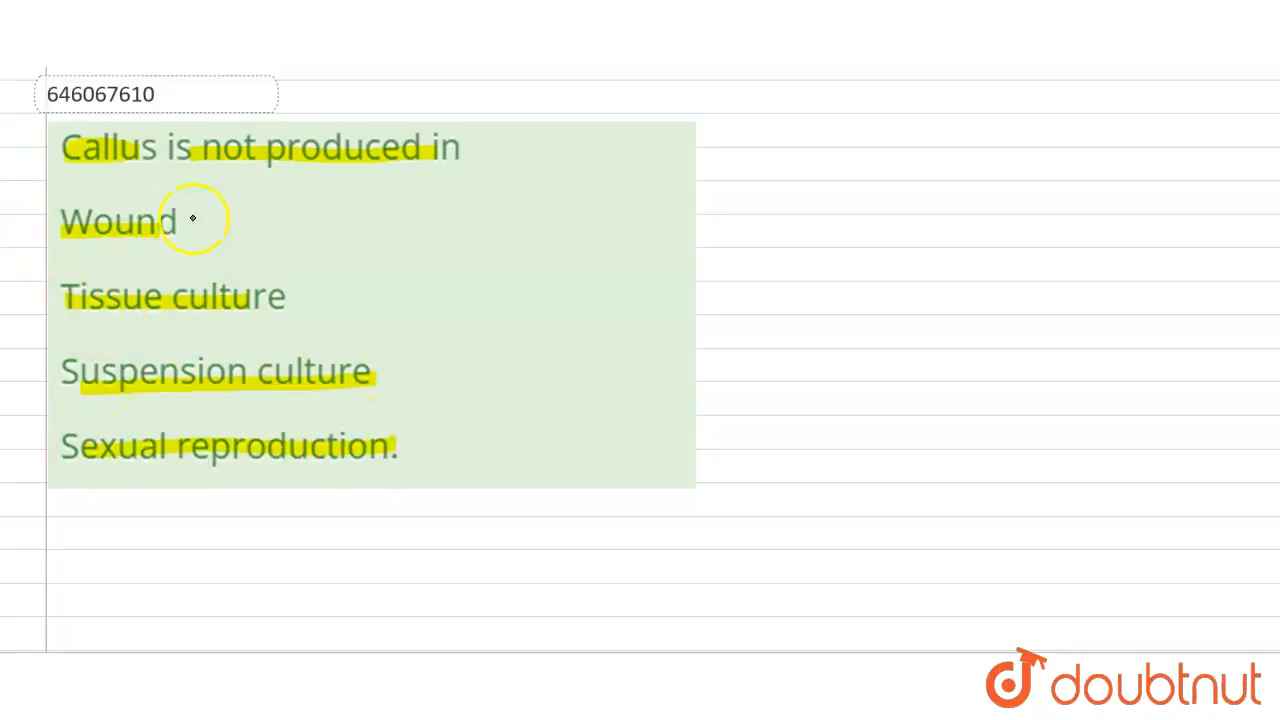 646067610
Callus is not produced in
Wound
Tissue culture
Suspension culture
Sexual reproduction.
doubtnut